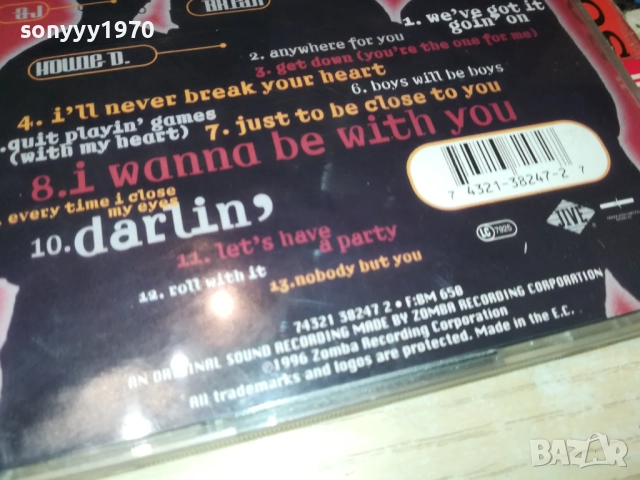 sonyyy1970
AJ
BRIAN
HOWIE D.
1. we've got it
goin' on
2. anywhere for you
3. get down (you're the one for me)
4. i'll never break your heart
6. boys will be boys
quit playin' games
(with my heart)
7. just to be close to you
8. i wanna be with you
every time i close
my eyes
10. darlin'
11. let's have
a party
12. roll with it
13. nobody but you
7 4321-38247-2 7
LC 7925
JIVE
74321 38247 2 • F:BM 650
AN ORIGINAL SOUND RECORDING MADE BY ZOMBA RECORDING CORPORATION
©1996 Zomba Recording Corporation
All trademarks and logos are protected. Made in the E.C.
BAZAR